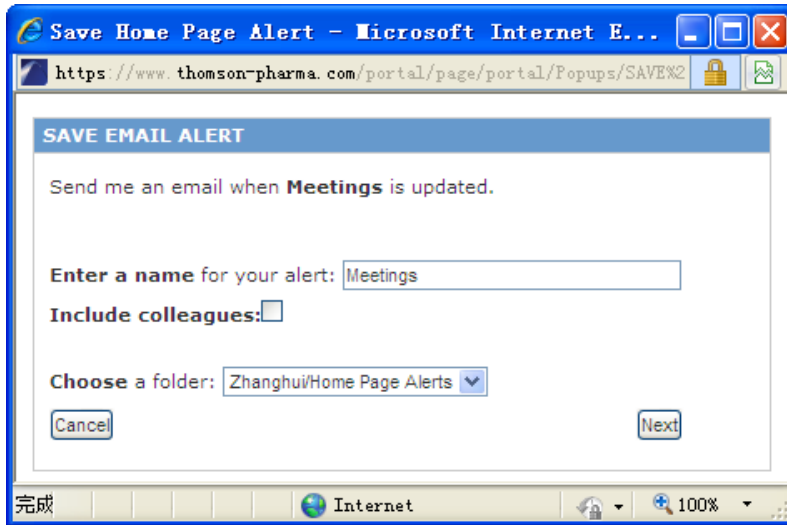 Save Home Page Alert - Microsoft Internet E...
https://www.thomson-pharma.com/portal/page/portal/Popups/SAVE%2
SAVE EMAIL ALERT
Send me an email when Meetings is updated.
Enter a name for your alert: Meetings
Include colleagues:
Choose a folder: Zhanghui/Home Page Alerts
Cancel Next
完成 Internet 100%